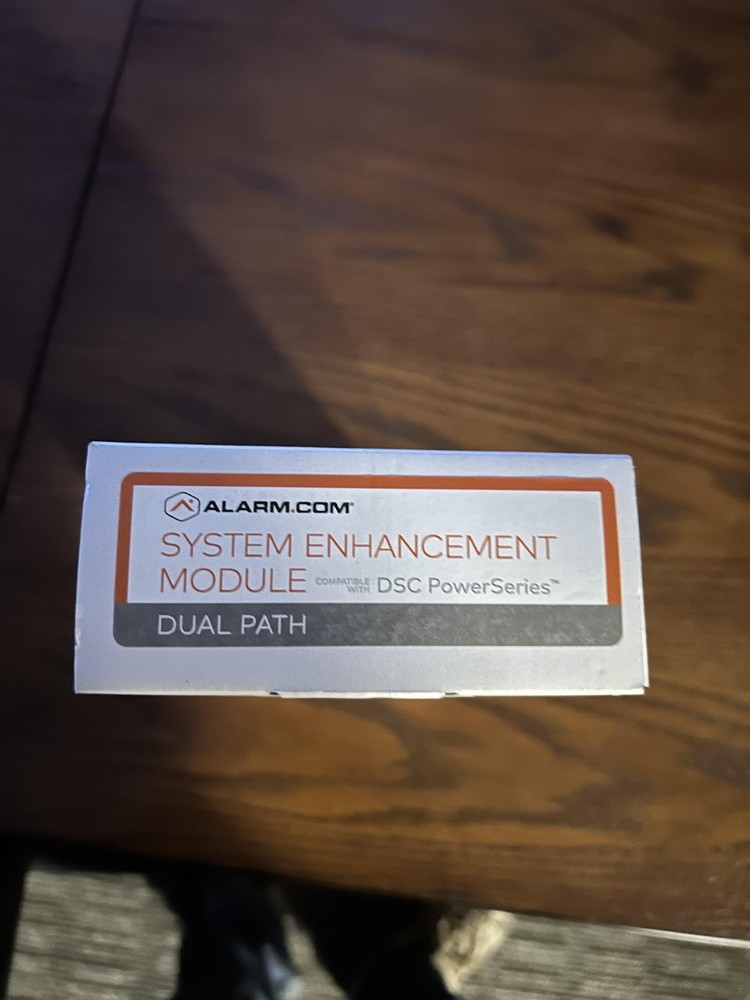 ALARM.COM®
SYSTEM ENHANCEMENT
MODULE COMPATIBLE WITH DSC PowerSeries™
DUAL PATH